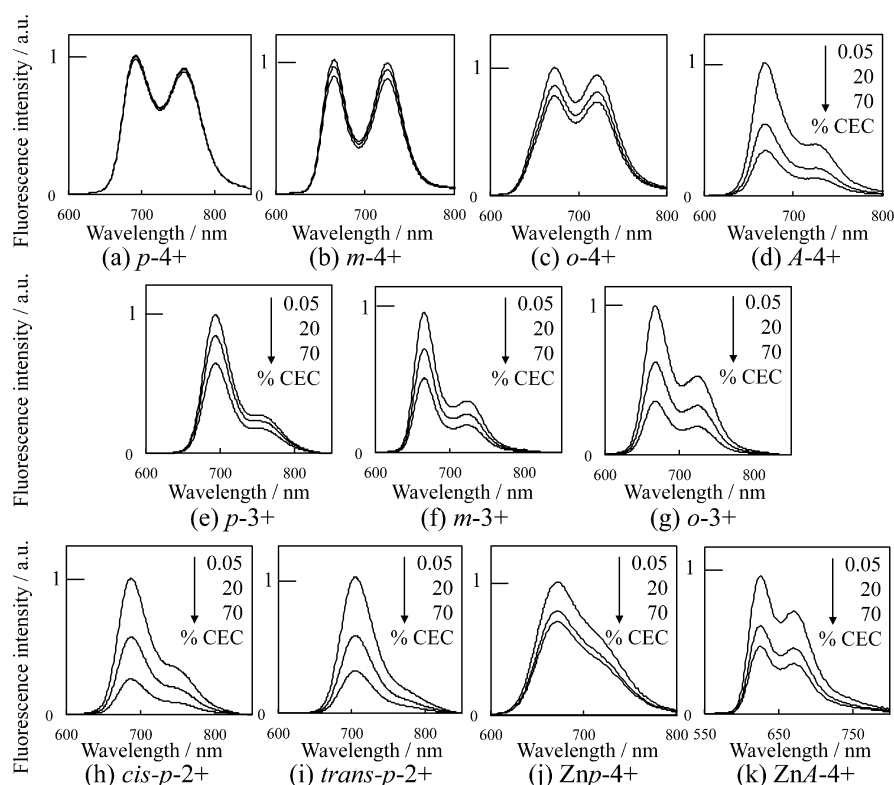 Fluorescence intensity / a.u.
1
0
600 700 800
Wavelength / nm
(a) p-4+
1
0
600 700 800
Wavelength / nm
(b) m-4+
1
0
600 700 800
Wavelength / nm
(c) o-4+
1
0
0.05
20
70
% CEC
600 700 800
Wavelength / nm
(d) A-4+
Fluorescence intensity / a.u.
1
0
0.05
20
70
% CEC
600 700 800
Wavelength / nm
(e) p-3+
1
0
0.05
20
70
% CEC
600 700 800
Wavelength / nm
(f) m-3+
1
0
0.05
20
70
% CEC
600 700 800
Wavelength / nm
(g) o-3+
Fluorescence intensity / a.u.
1
0
0.05
20
70
% CEC
600 700 800
Wavelength / nm
(h) cis-p-2+
1
0
0.05
20
70
% CEC
600 700 800
Wavelength / nm
(i) trans-p-2+
1
0
0.05
20
70
% CEC
600 700 800
Wavelength / nm
(j) Znp-4+
1
0
0.05
20
70
% CEC
550 650 750
Wavelength / nm
(k) ZnA-4+